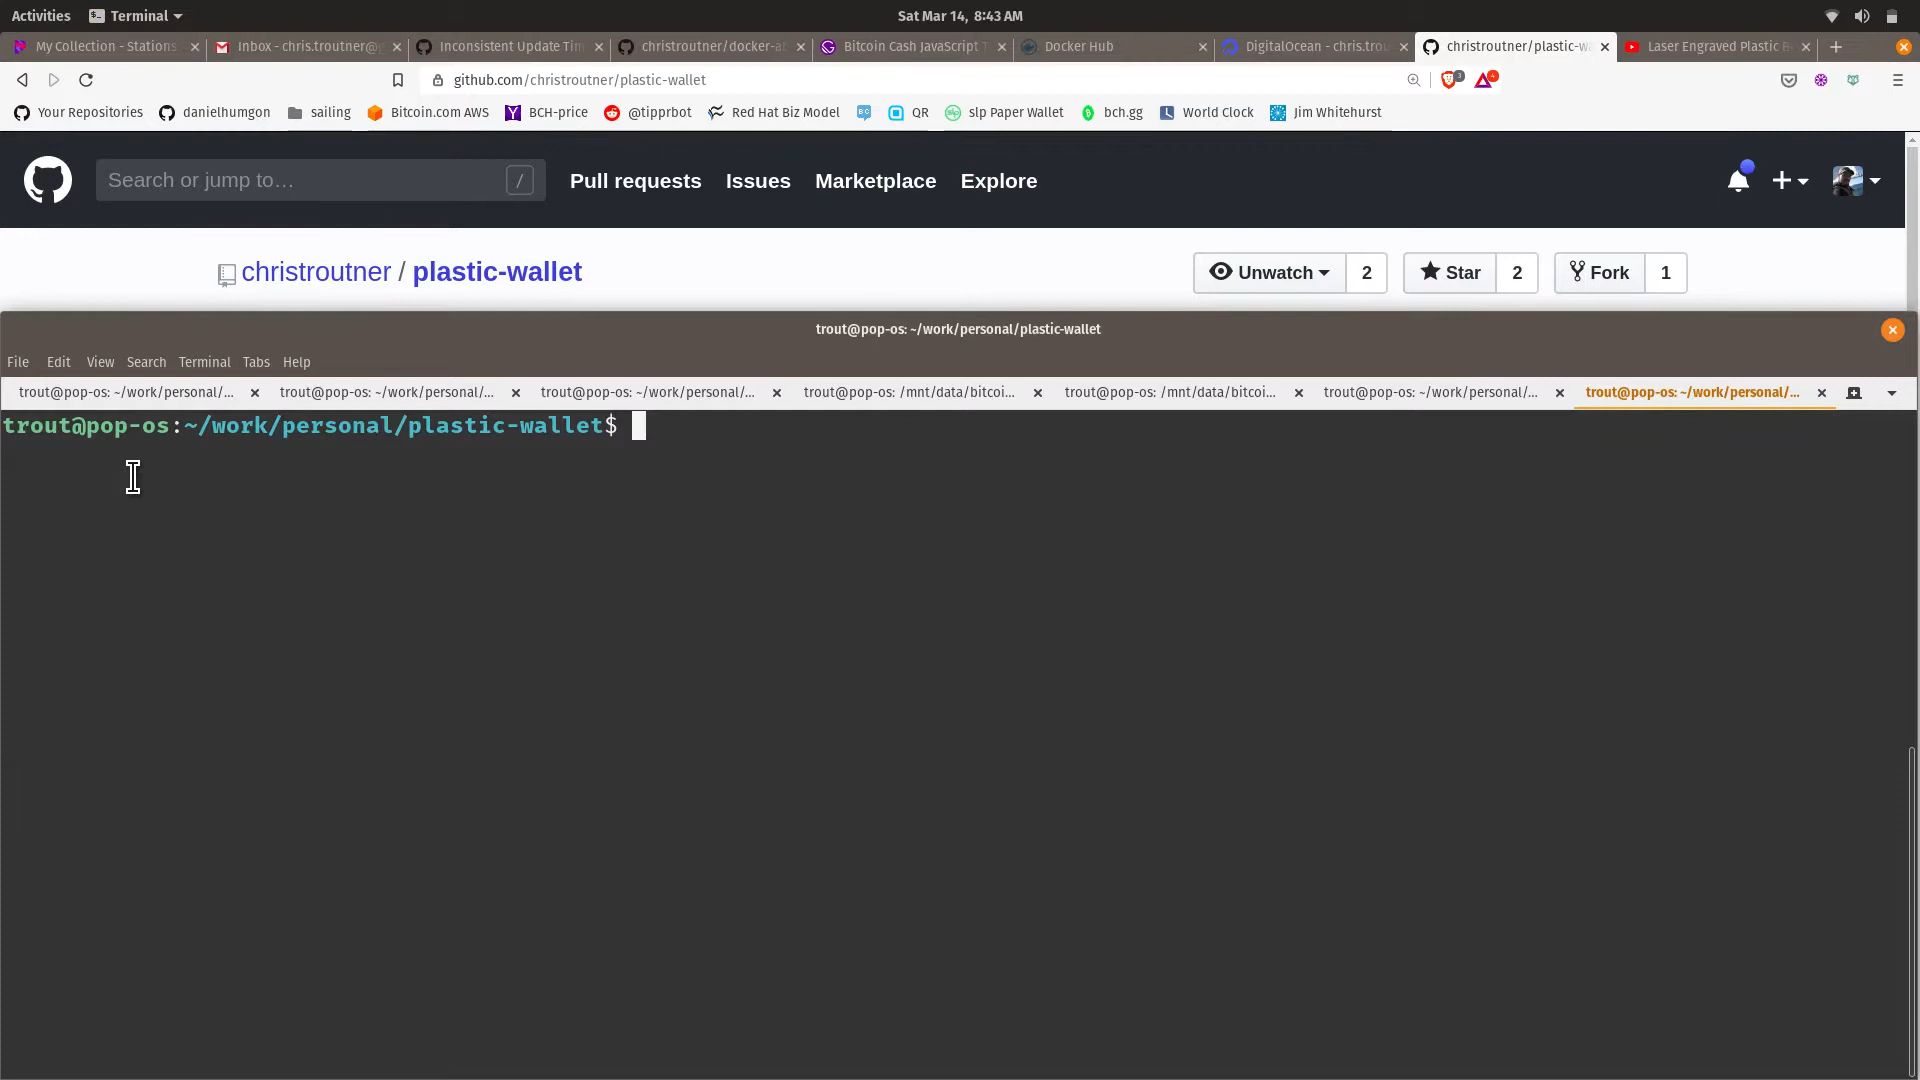 Activities Terminal Sat Mar 14, 8:43 AM
My Collection - Stations Inbox - chris.troutner@ Inconsistent Update Tim christroutner/docker-a Bitcoin Cash JavaScript T Docker Hub DigitalOcean - chris.trou christroutner/plastic-w Laser Engraved Plastic B
github.com/christroutner/plastic-wallet 3 4
Your Repositories danielhumgon sailing Bitcoin.com AWS BCH-price @tipprbot Red Hat Biz Model QR slp Paper Wallet bch.gg World Clock Jim Whitehurst
Search or jump to… / Pull requests Issues Marketplace Explore
christroutner / plastic-wallet Unwatch 2 Star 2 Fork 1
trout@pop-os: ~/work/personal/plastic-wallet
File Edit View Search Terminal Tabs Help
trout@pop-os: ~/work/personal/... trout@pop-os: ~/work/personal/... trout@pop-os: ~/work/personal/... trout@pop-os: /mnt/data/bitcoi... trout@pop-os: /mnt/data/bitcoi... trout@pop-os: ~/work/personal/... trout@pop-os: ~/work/personal/...
trout@pop-os:~/work/personal/plastic-wallet$